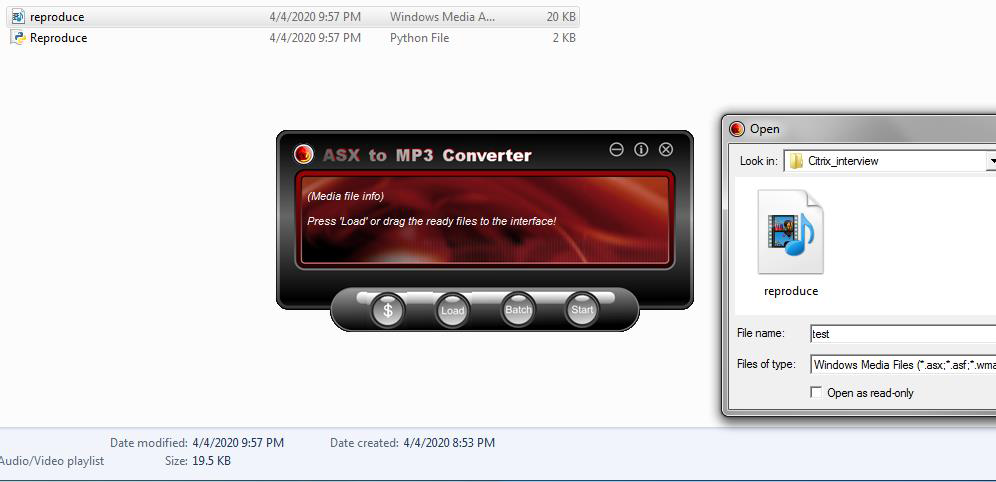 reproduce 4/4/2020 9:57 PM Windows Media A... 20 KB
Reproduce 4/4/2020 9:57 PM Python File 2 KB
Open
ASX to MP3 Converter
Look in: Citrix_interview
(Media file info)
Press 'Load' or drag the ready files to the interface!
reproduce
$ Load Batch Start
File name: test
Files of type: Windows Media Files (*.asx;*.asf;*.wma
Open as read-only
Date modified: 4/4/2020 9:57 PM Date created: 4/4/2020 8:53 PM
Audio/Video playlist Size: 19.5 KB